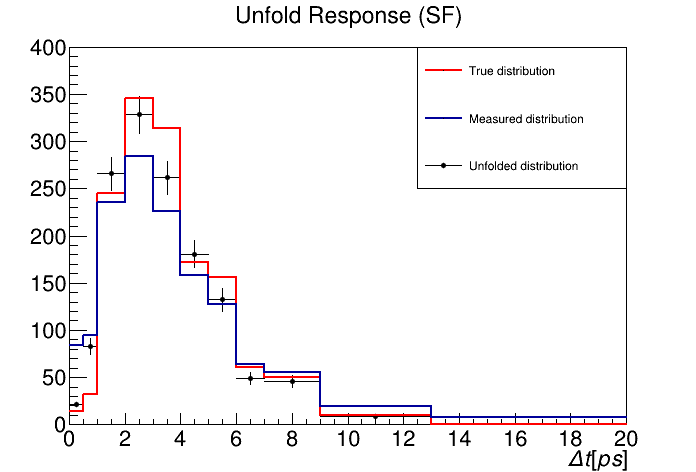 Unfold Response (SF)
400
350
300
250
200
150
100
50
0
True distribution
Measured distribution
Unfolded distribution
0 2 4 6 8 10 12 14 16 18 20
Δt[ps]